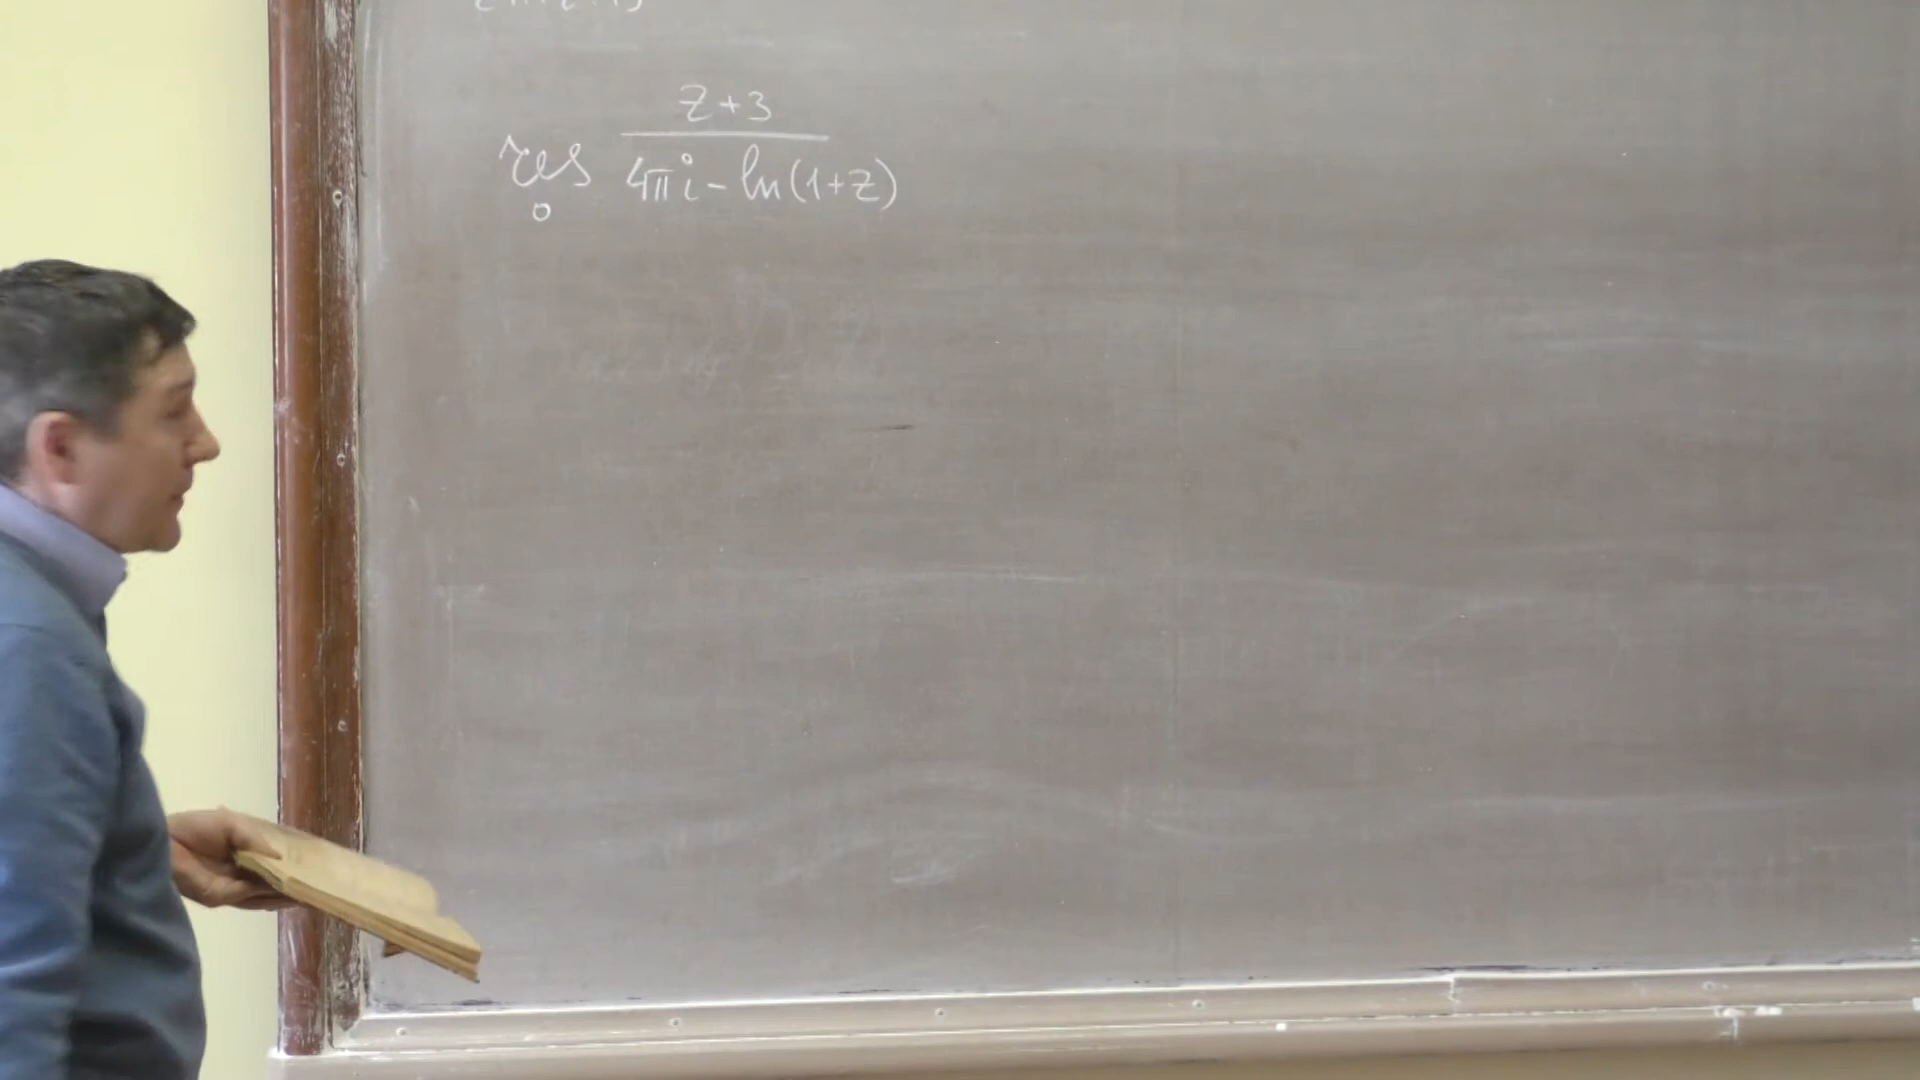 z+3
res 4πi - ln(1+z)
0